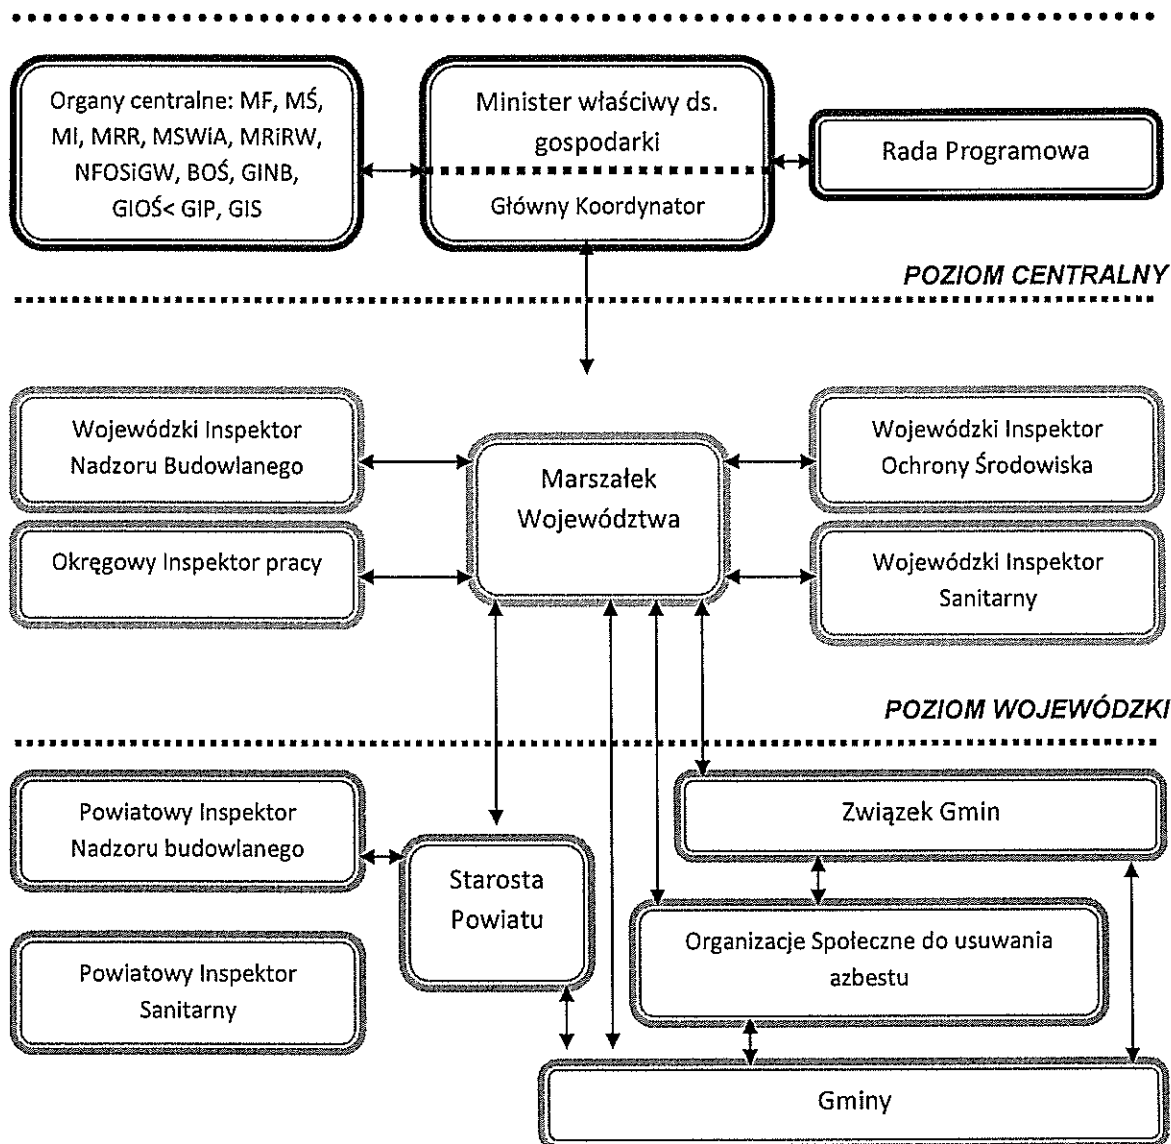 Organy centralne: MF, MŚ,
MI, MRR, MSWiA, MRiRW,
NFOSiGW, BOŚ, GINB,
GIOŚ< GIP, GIS
Minister właściwy ds.
gospodarki
Główny Koordynator
Rada Programowa
POZIOM CENTRALNY
Wojewódzki Inspektor
Nadzoru Budowlanego
Marszałek
Województwa
Wojewódzki Inspektor
Ochrony Środowiska
Okręgowy Inspektor pracy
Wojewódzki Inspektor
Sanitarny
POZIOM WOJEWÓDZKI
Powiatowy Inspektor
Nadzoru budowlanego
Związek Gmin
Starosta
Powiatu
Organizacje Społeczne do usuwania
azbestu
Powiatowy Inspektor
Sanitarny
Gminy